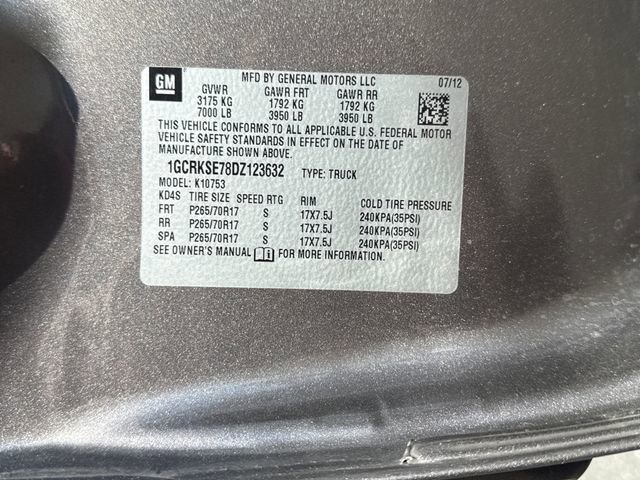 GM
MFD BY GENERAL MOTORS LLC 07/12
GVWR GAWR FRT GAWR RR
3175 KG 1792 KG 1792 KG
7000 LB 3950 LB 3950 LB
THIS VEHICLE CONFORMS TO ALL APPLICABLE U.S. FEDERAL MOTOR
VEHICLE SAFETY STANDARDS IN EFFECT ON THE DATE OF
MANUFACTURE SHOWN ABOVE.
1GCRKSE78DZ123632 TYPE: TRUCK
MODEL: K10753
KD4S TIRE SIZE SPEED RTG RIM COLD TIRE PRESSURE
FRT P265/70R17 S 17X7.5J 240KPA(35PSI)
RR P265/70R17 S 17X7.5J 240KPA(35PSI)
SPA P265/70R17 S 17X7.5J 240KPA(35PSI)
SEE OWNER'S MANUAL FOR MORE INFORMATION.